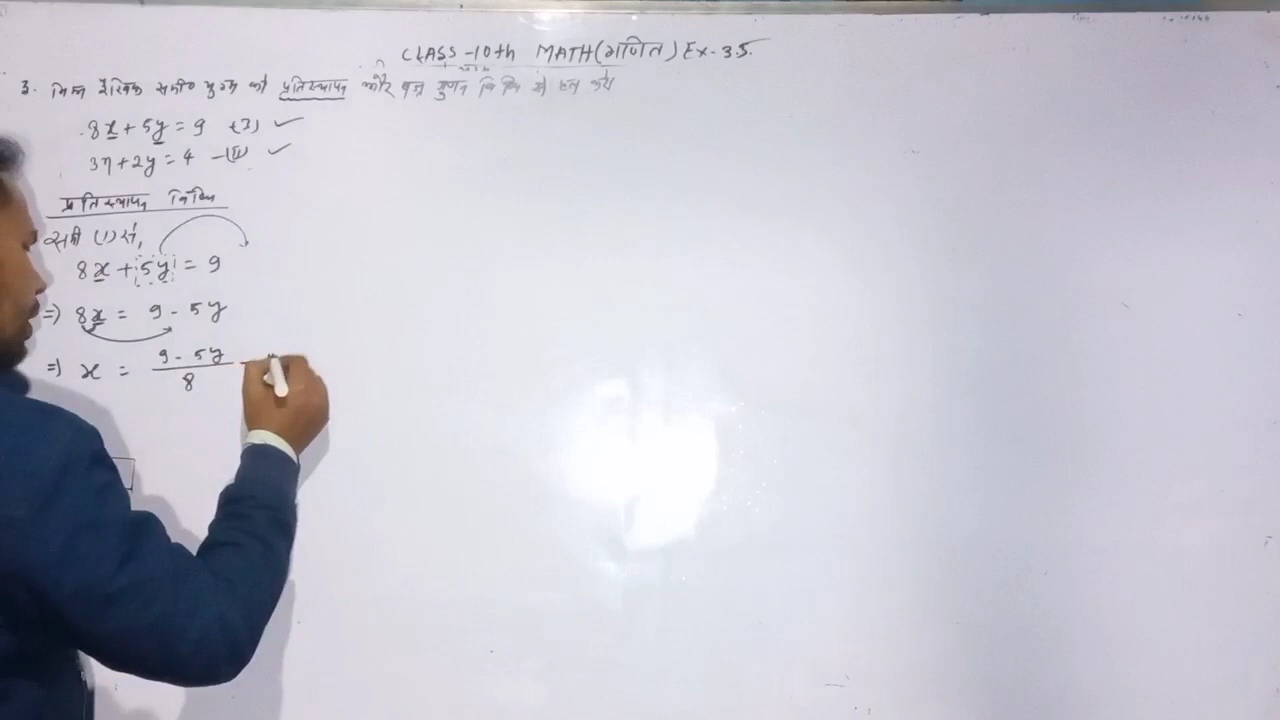 CLASS-10th MATH(गणित) Ex-3.5
3. निम्न रैखिक समी० युग्म को प्रतिस्थापन और वज्र गुणन विधि से हल करें
8x + 5y = 9 -(I) ✓
3x + 2y = 4 -(II) ✓
प्रतिस्थापन विधि
समी (1) से,
8x + 5y = 9
=) 8x = 9 - 5y
=) x = 9 - 5y / 8